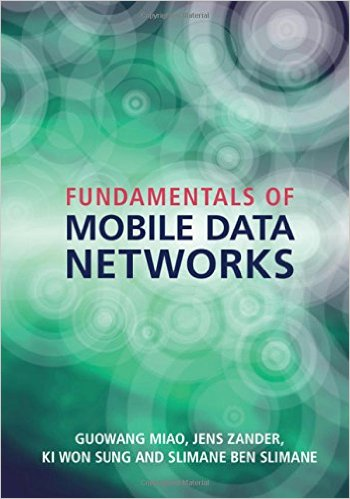 FUNDAMENTALS OF
MOBILE DATA
NETWORKS
GUOWANG MIAO, JENS ZANDER,
KI WON SUNG AND SLIMANE BEN SLIMANE